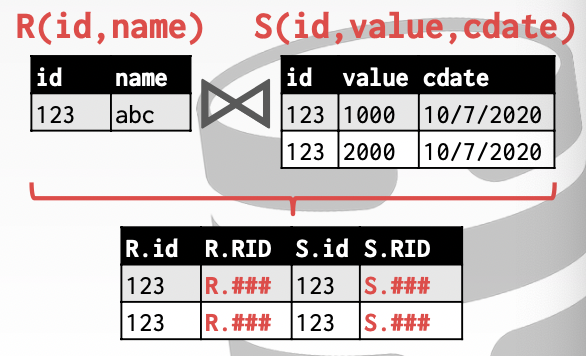 R(id,name) S(id,value,cdate)
id name id value cdate
123 abc 123 1000 10/7/2020
123 2000 10/7/2020
R.id R.RID S.id S.RID
123 R.### 123 S.###
123 R.### 123 S.###